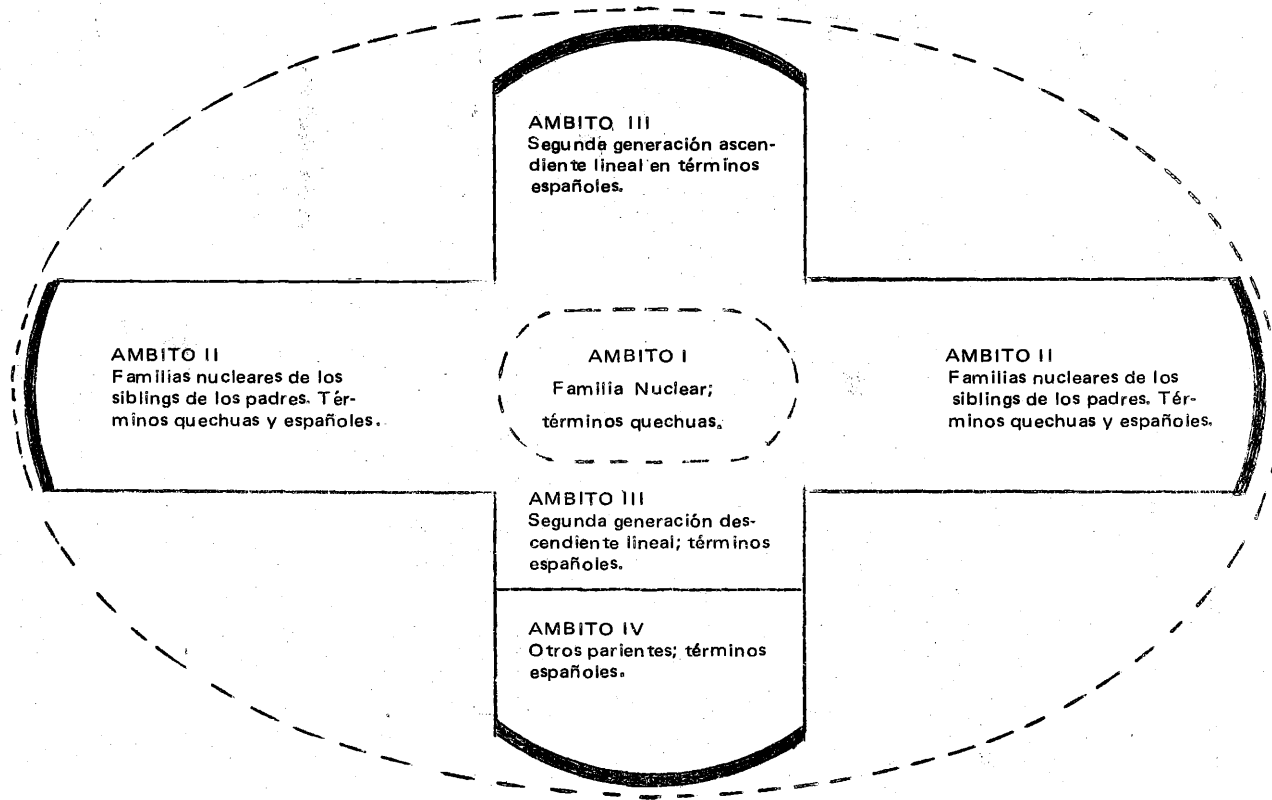 AMBITO III
Segunda generación ascen-
diente lineal en términos
españoles.
AMBITO II
Familias nucleares de los
siblings de los padres. Tér-
minos quechuas y españoles.
AMBITO I
Familia Nuclear;
términos quechuas.
AMBITO II
Familias nucleares de los
siblings de los padres. Tér-
minos quechuas y españoles.
AMBITO III
Segunda generación des-
cendiente lineal; términos
españoles.
AMBITO IV
Otros parientes; términos
españoles.